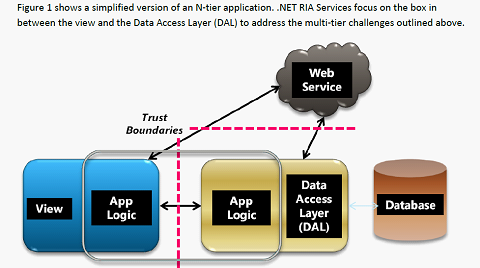 Figure 1 shows a simplified version of an N-tier application. .NET RIA Services focus on the box in
between the view and the Data Access Layer (DAL) to address the multi-tier challenges outlined above.
Web
Service
Trust
Boundaries
View
App
Logic
App
Logic
Data
Access
Layer
(DAL)
Database